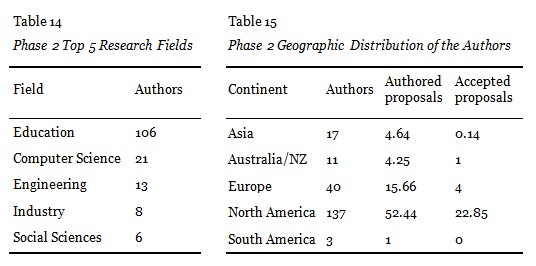 Table 14
Phase 2 Top 5 Research Fields
Field Authors
Education 106
Computer Science 21
Engineering 13
Industry 8
Social Sciences 6
Table 15
Phase 2 Geographic Distribution of the Authors
Continent Authors Authored proposals Accepted proposals
Asia 17 4.64 0.14
Australia/NZ 11 4.25 1
Europe 40 15.66 4
North America 137 52.44 22.85
South America 3 1 0